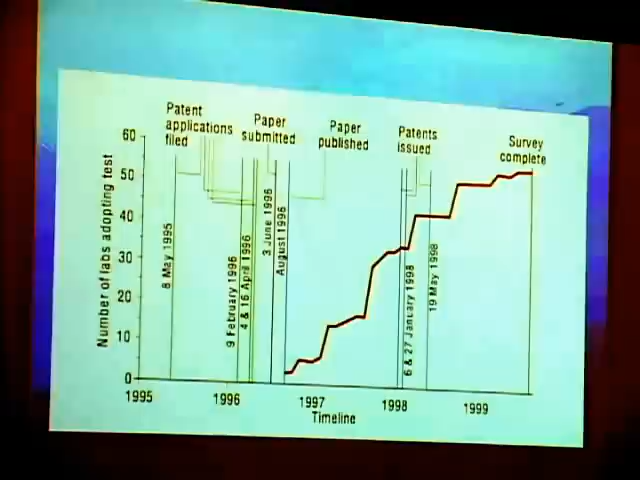 Patent
applications
filed
Paper
submitted
Paper
published
Patents
issued
Survey
complete
Number of labs adopting test
60
50
40
30
20
10
0
8 May 1995
9 February 1996
4 & 16 April 1996
3 June 1996
August 1996
6 & 27 January 1998
19 May 1998
1995
1996
1997
1998
1999
Timeline